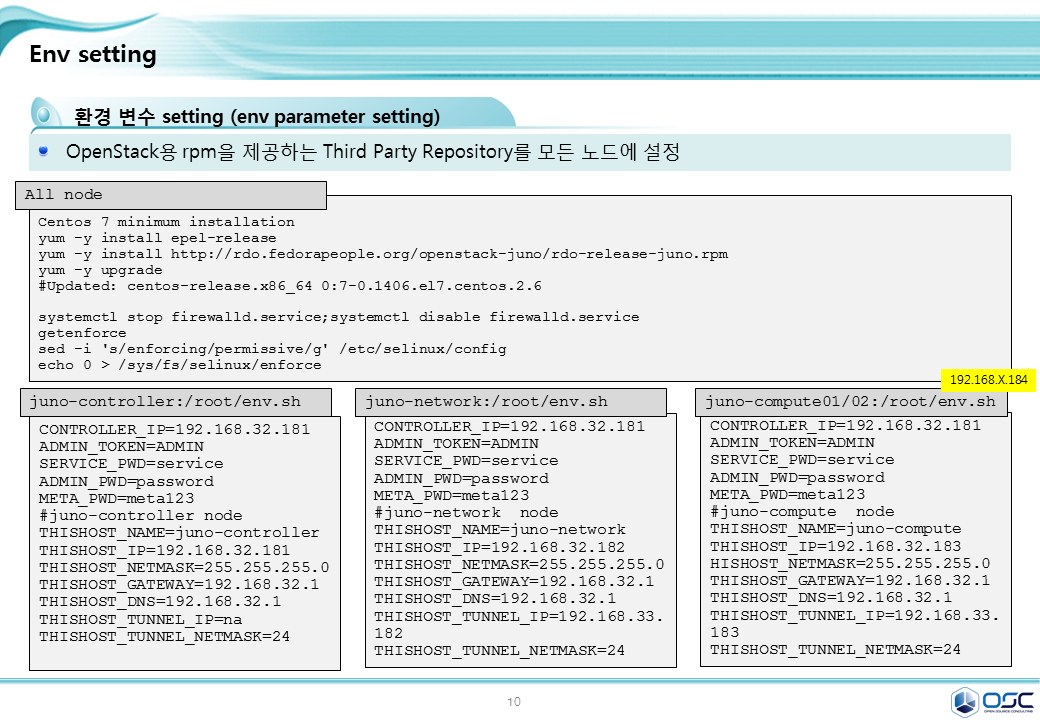 Env setting
환경 변수 setting (env parameter setting)
OpenStack용 rpm을 제공하는 Third Party Repository를 모든 노드에 설정
All node
Centos 7 minimum installation
yum -y install epel-release
yum -y install http://rdo.fedorapeople.org/openstack-juno/rdo-release-juno.rpm
yum -y upgrade
#Updated: centos-release.x86_64 0:7-0.1406.el7.centos.2.6
systemctl stop firewalld.service;systemctl disable firewalld.service
getenforce
sed -i 's/enforcing/permissive/g' /etc/selinux/config
echo 0 > /sys/fs/selinux/enforce
192.168.X.184
juno-controller:/root/env.sh
CONTROLLER_IP=192.168.32.181
ADMIN_TOKEN=ADMIN
SERVICE_PWD=service
ADMIN_PWD=password
META_PWD=meta123
#juno-controller node
THISHOST_NAME=juno-controller
THISHOST_IP=192.168.32.181
THISHOST_NETMASK=255.255.255.0
THISHOST_GATEWAY=192.168.32.1
THISHOST_DNS=192.168.32.1
THISHOST_TUNNEL_IP=na
THISHOST_TUNNEL_NETMASK=24
juno-network:/root/env.sh
CONTROLLER_IP=192.168.32.181
ADMIN_TOKEN=ADMIN
SERVICE_PWD=service
ADMIN_PWD=password
META_PWD=meta123
#juno-network  node
THISHOST_NAME=juno-network
THISHOST_IP=192.168.32.182
THISHOST_NETMASK=255.255.255.0
THISHOST_GATEWAY=192.168.32.1
THISHOST_DNS=192.168.32.1
THISHOST_TUNNEL_IP=192.168.33.
182
THISHOST_TUNNEL_NETMASK=24
juno-compute01/02:/root/env.sh
CONTROLLER_IP=192.168.32.181
ADMIN_TOKEN=ADMIN
SERVICE_PWD=service
ADMIN_PWD=password
META_PWD=meta123
#juno-compute  node
THISHOST_NAME=juno-compute
THISHOST_IP=192.168.32.183
HISHOST_NETMASK=255.255.255.0
THISHOST_GATEWAY=192.168.32.1
THISHOST_DNS=192.168.32.1
THISHOST_TUNNEL_IP=192.168.33.
183
THISHOST_TUNNEL_NETMASK=24
10
OSC
OPEN SOURCE CONSULTING